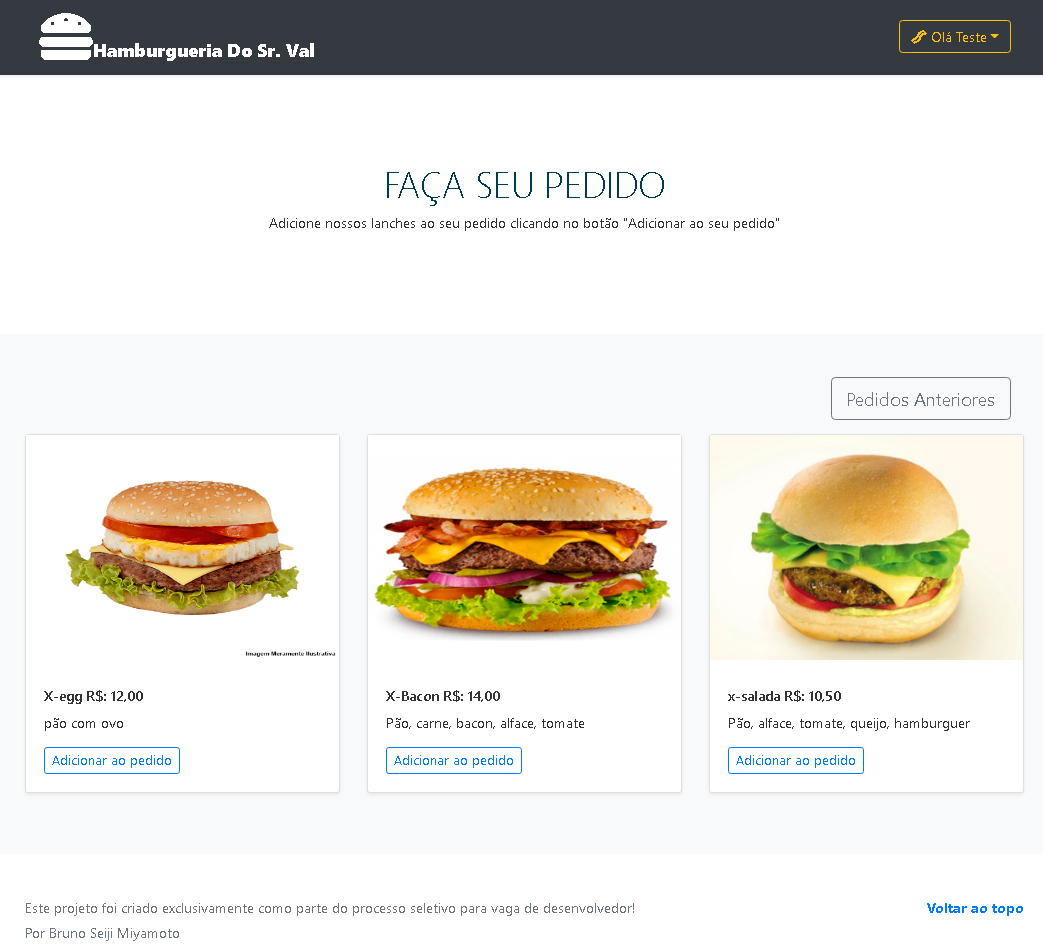 Hamburgueria Do Sr. Val
Olá Teste
FAÇA SEU PEDIDO
Adicione nossos lanches ao seu pedido clicando no botão "Adicionar ao seu pedido"
Pedidos Anteriores
Imagem Meramente Ilustrativa
X-egg R$: 12,00
pão com ovo
Adicionar ao pedido
X-Bacon R$: 14,00
Pão, carne, bacon, alface, tomate
Adicionar ao pedido
x-salada R$: 10,50
Pão, alface, tomate, queijo, hamburguer
Adicionar ao pedido
Este projeto foi criado exclusivamente como parte do processo seletivo para vaga de desenvolvedor!
Voltar ao topo
Por Bruno Seiji Miyamoto